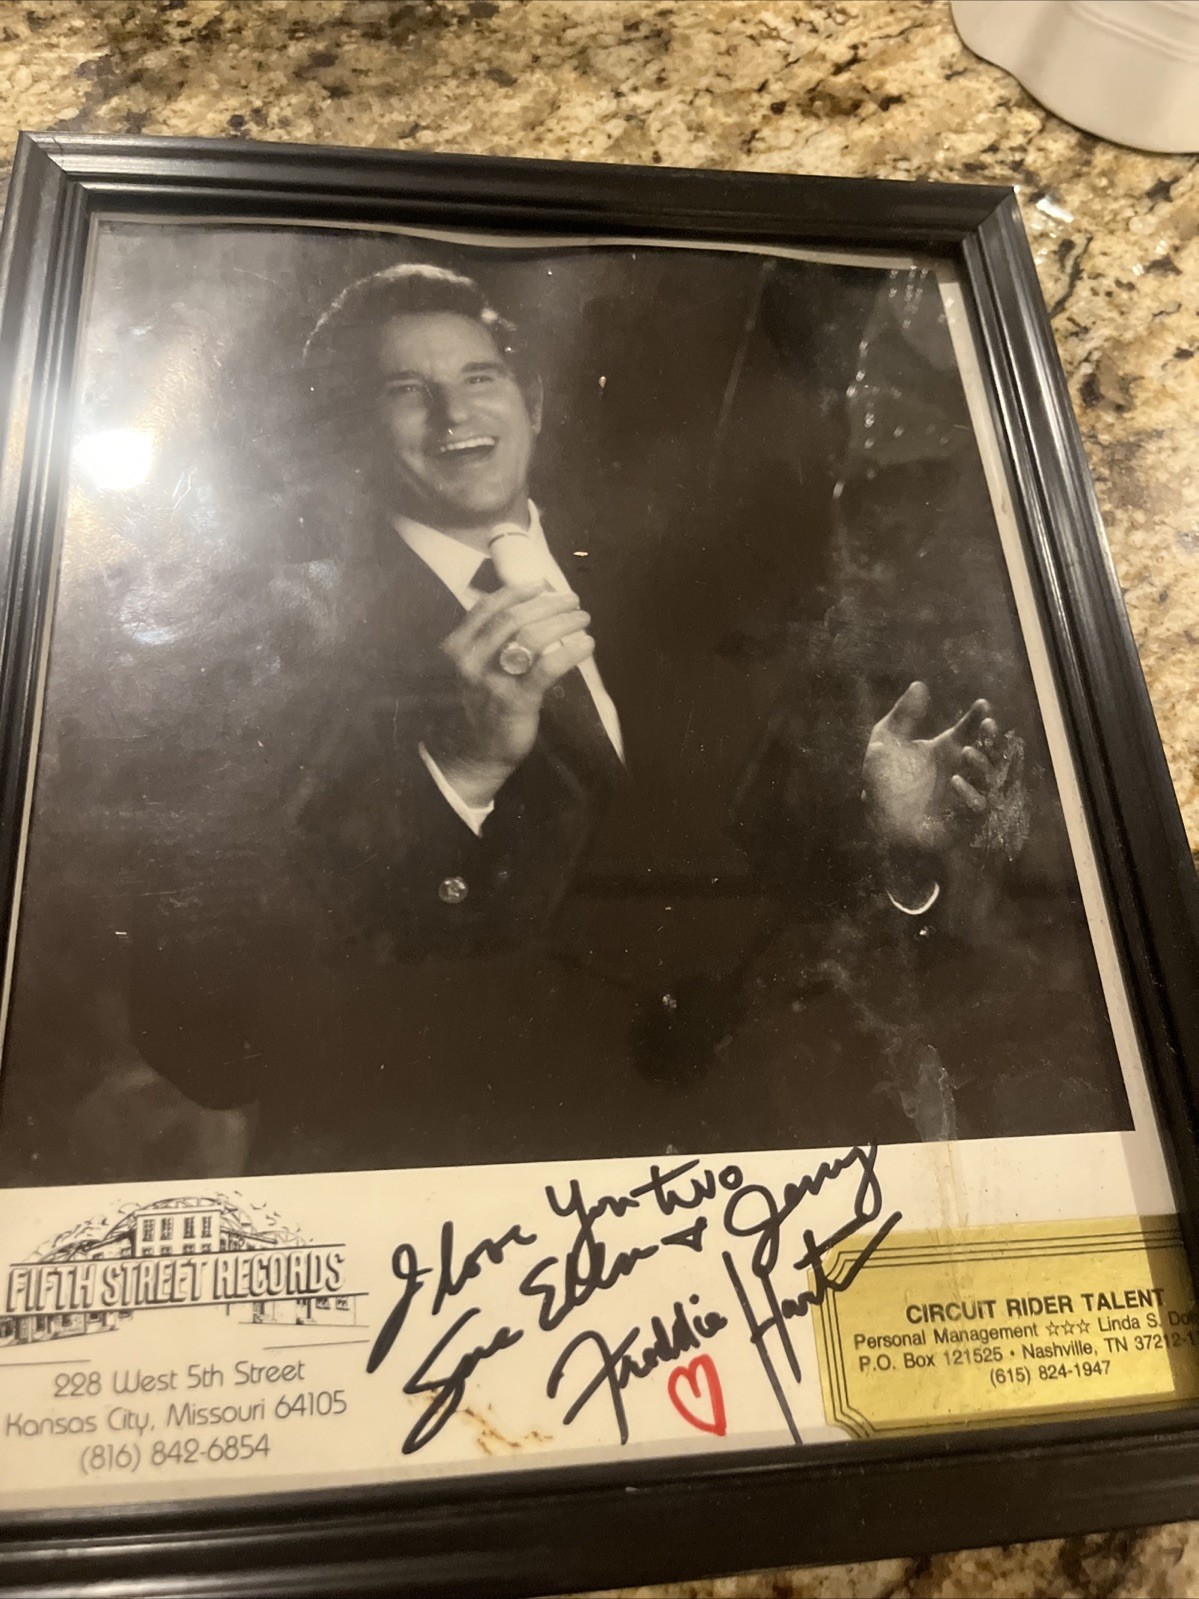 FIFTH STREET RECORDS
228 West 5th Street
Kansas City, Missouri 64105
(816) 842-6854
I love You two
Sue Ellen + Jerry
Freddie Hart
CIRCUIT RIDER TALENT
Personal Management ☆☆☆ Linda S.
P.O. Box 121525 • Nashville, TN 37212-
(615) 824-1947